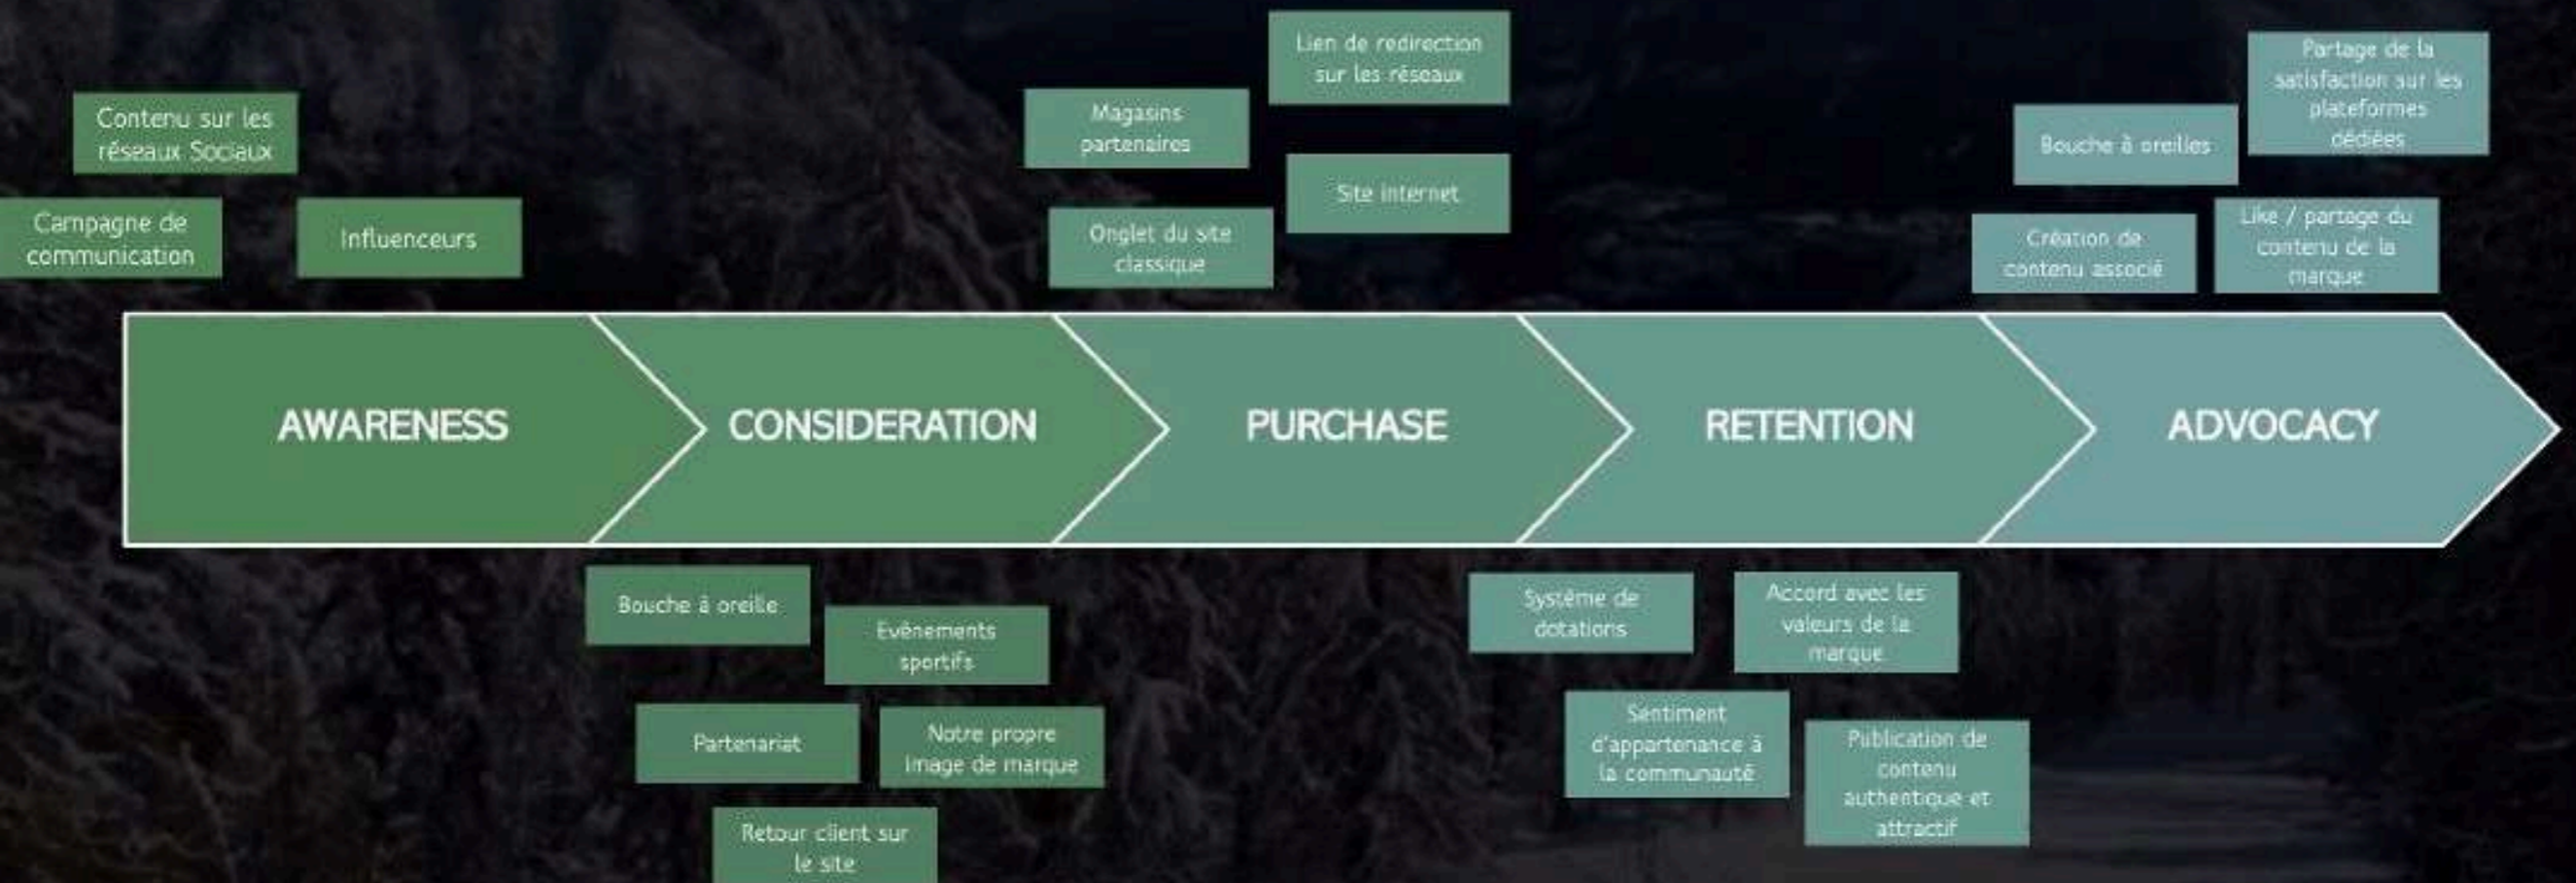 Contenu sur les
réseaux Sociaux
Campagne de
communication
Influenceurs
Magasins
partenaires
Lien de redirection
sur les réseaux
Onglet du site
classique
Site internet
Bouche à oreilles
Partage de la
satisfaction sur les
plateformes
dédiées
Création de
contenu associé
Like / partage du
contenu de la
marque
AWARENESS
CONSIDERATION
PURCHASE
RETENTION
ADVOCACY
Bouche à oreille
Evénements
sportifs
Partenariat
Notre propre
image de marque
Retour client sur
le site
Système de
dotations
Accord avec les
valeurs de la
marque
Sentiment
d'appartenance à
la communauté
Publication de
contenu
authentique et
attractif